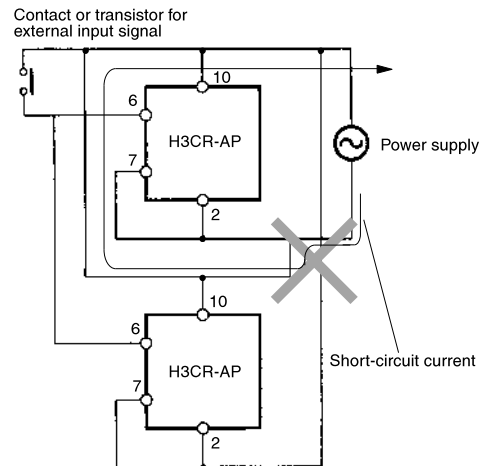 Contact or transistor for
external input signal
10
6
H3CR-AP
7
2
Power supply
10
6
H3CR-AP
7
2
Short-circuit current